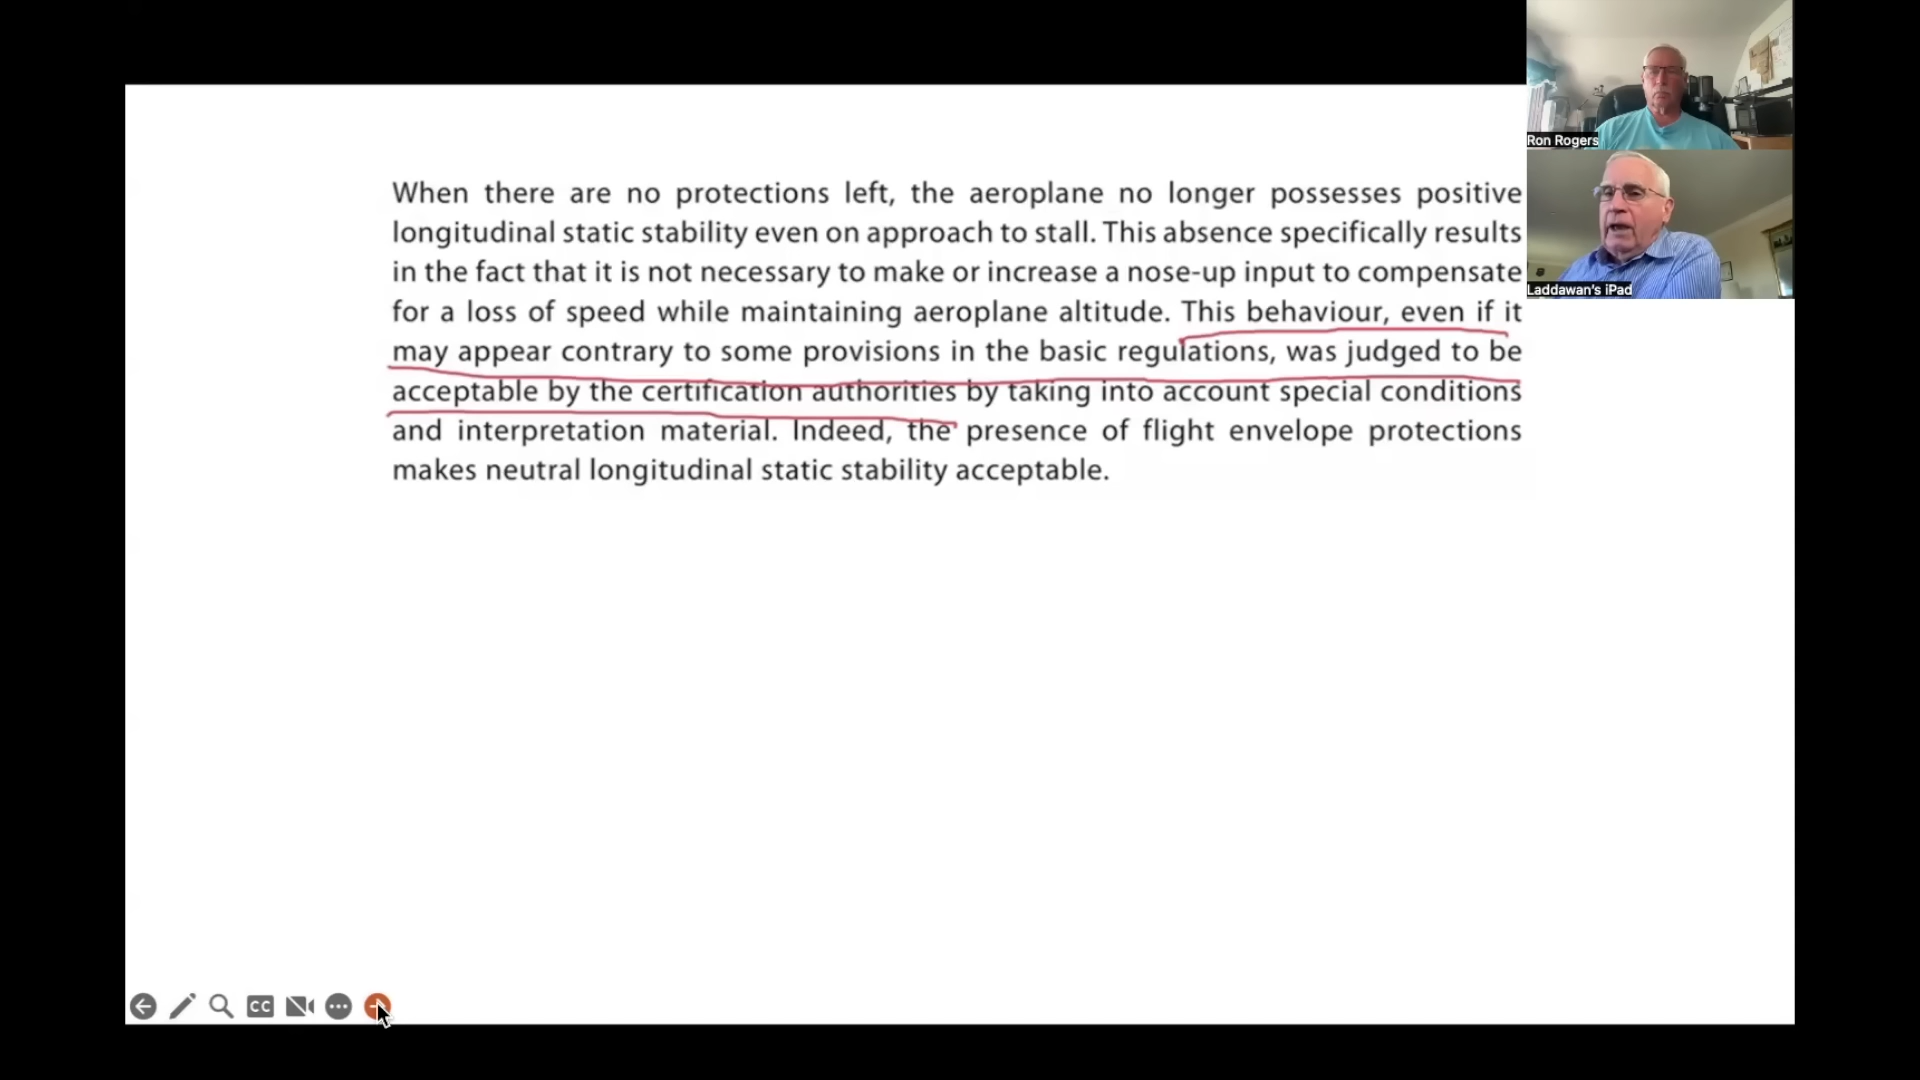 When there are no protections left, the aeroplane no longer possesses positive
longitudinal static stability even on approach to stall. This absence specifically results
in the fact that it is not necessary to make or increase a nose-up input to compensate
for a loss of speed while maintaining aeroplane altitude. This behaviour, even if it
may appear contrary to some provisions in the basic regulations, was judged to be
acceptable by the certification authorities by taking into account special conditions
and interpretation material. Indeed, the presence of flight envelope protections
makes neutral longitudinal static stability acceptable.
Ron Rogers
Laddawan's iPad
CC